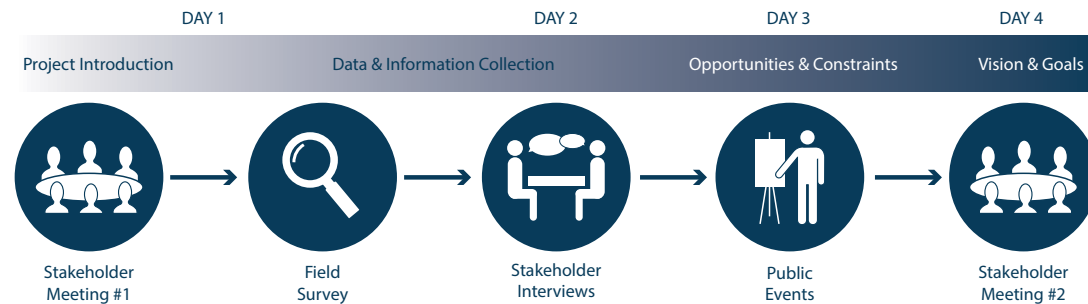 DAY 1
DAY 2
DAY 3
DAY 4
Project Introduction
Data & Information Collection
Opportunities & Constraints
Vision & Goals
Stakeholder
Meeting #1
Field
Survey
Stakeholder
Interviews
Public
Events
Stakeholder
Meeting #2